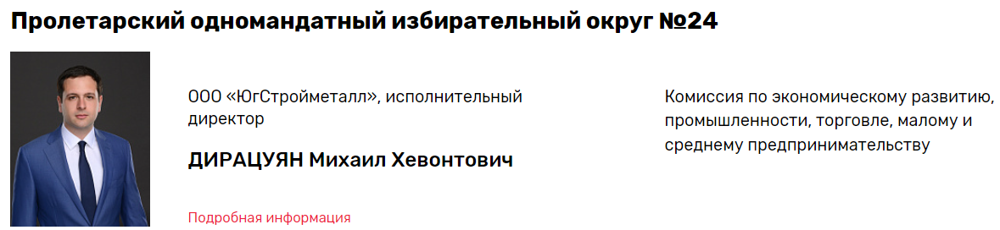 Пролетарский одномандатный избирательный округ №24
ООО «ЮгСтройметалл», исполнительный
директор
ДИРАЦУЯН Михаил Хевонтович
Подробная информация
Комиссия по экономическому развитию,
промышленности, торговле, малому и
среднему предпринимательству